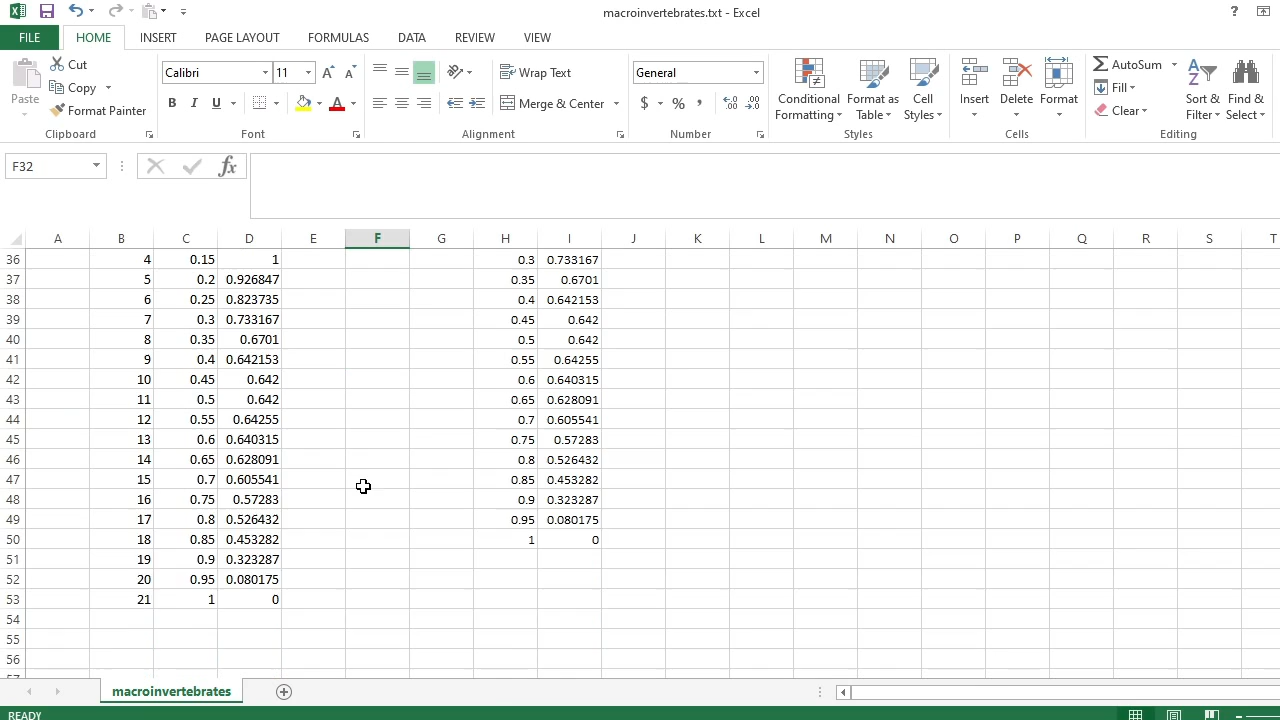 macroinvertebrates.txt - Excel
?
FILE HOME INSERT PAGE LAYOUT FORMULAS DATA REVIEW VIEW
Paste
Cut
Copy
Format Painter
Clipboard
Calibri 11
B I U
Font
Wrap Text
Merge & Center
Alignment
General
$ % ,
Number
Conditional Formatting
Format as Table
Cell Styles
Styles
Insert Delete Format
Cells
AutoSum
Fill
Clear
Sort & Filter
Find & Select
Editing
F32 fx
A B C D E F G H I J K L M N O P Q R S T
36 4 0.15 1 0.3 0.733167
37 5 0.2 0.926847 0.35 0.6701
38 6 0.25 0.823735 0.4 0.642153
39 7 0.3 0.733167 0.45 0.642
40 8 0.35 0.6701 0.5 0.642
41 9 0.4 0.642153 0.55 0.64255
42 10 0.45 0.642 0.6 0.640315
43 11 0.5 0.642 0.65 0.628091
44 12 0.55 0.64255 0.7 0.605541
45 13 0.6 0.640315 0.75 0.57283
46 14 0.65 0.628091 0.8 0.526432
47 15 0.7 0.605541 0.85 0.453282
48 16 0.75 0.57283 0.9 0.323287
49 17 0.8 0.526432 0.95 0.080175
50 18 0.85 0.453282 1 0
51 19 0.9 0.323287
52 20 0.95 0.080175
53 21 1 0
54
55
56
macroinvertebrates
READY